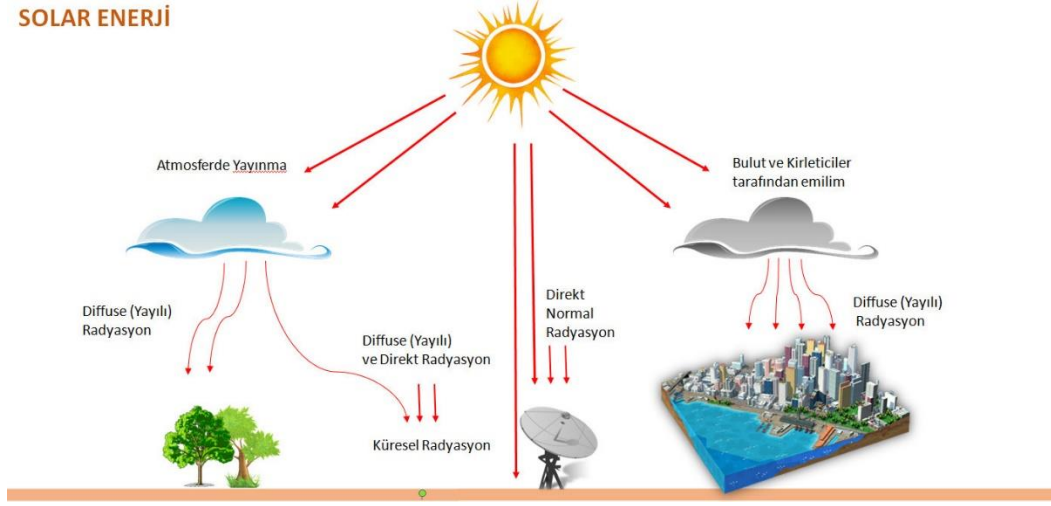 SOLAR ENERJİ
Atmosferde Yayınma
Bulut ve Kirleticiler
tarafından emilim
Diffuse (Yayılı)
Radyasyon
Diffuse (Yayılı)
ve Direkt Radyasyon
Küresel Radyasyon
Direkt
Normal
Radyasyon
Diffuse (Yayılı)
Radyasyon